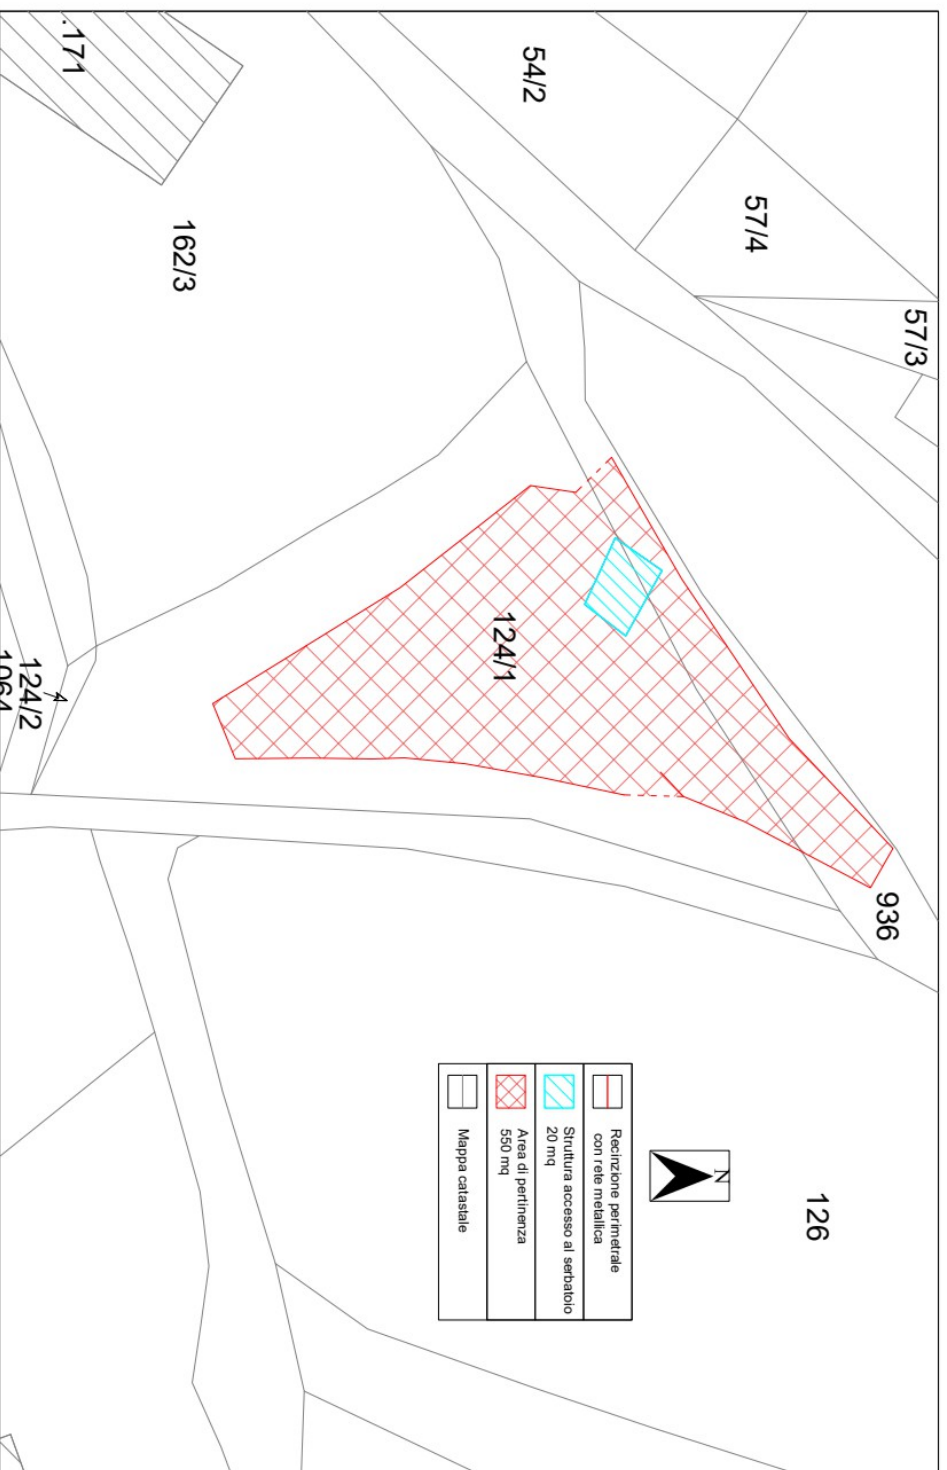 .171
54/2
57/4
57/3
162/3
124/1
124/2
1064
936
126
N
Recinzione perimetrale
con rete metallica
Struttura accesso al serbatoio
20 mq
Area di pertinenza
550 mq
Mappa catastale